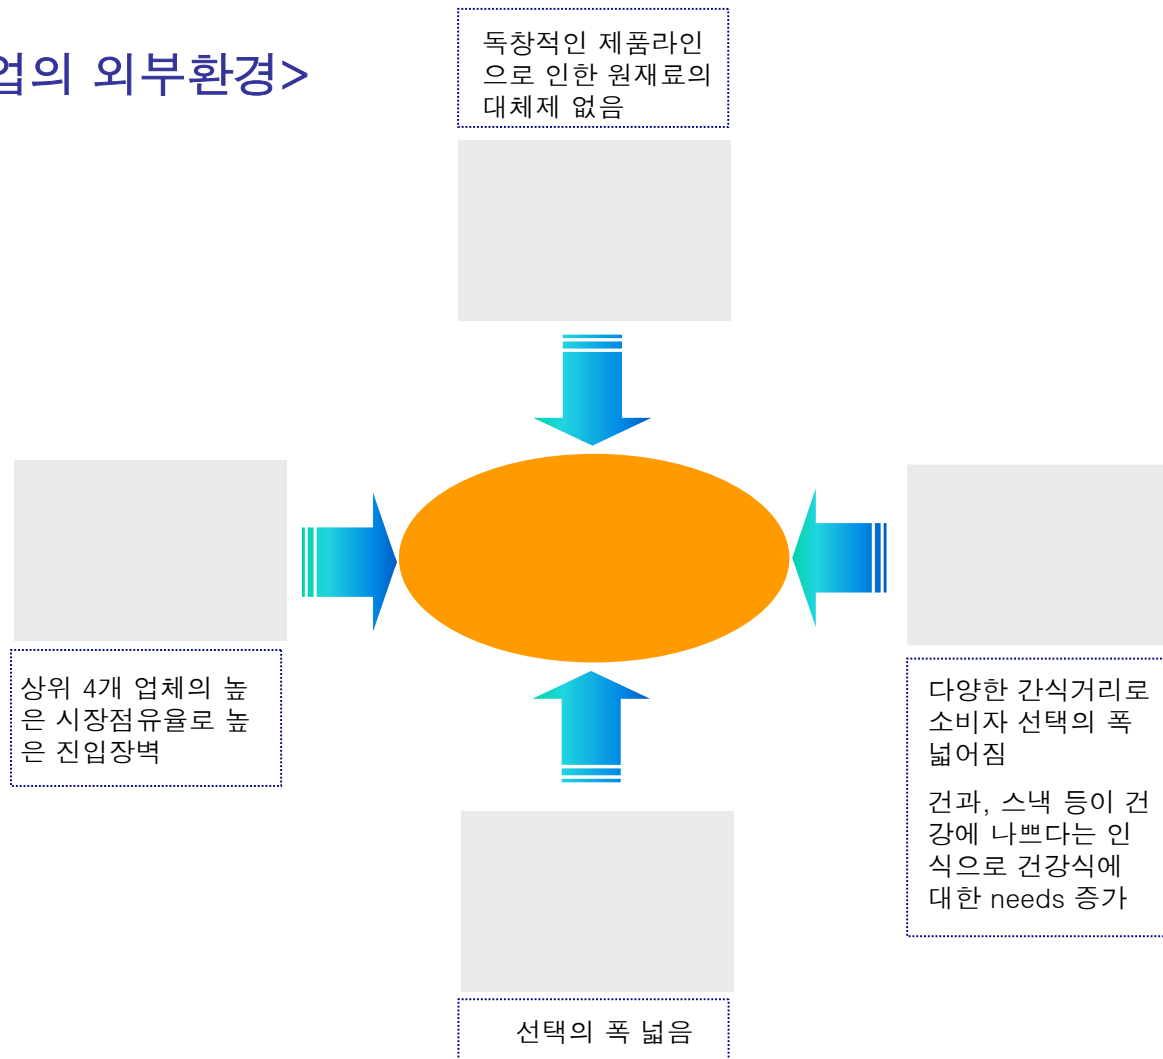 업의 외부환경>
독창적인 제품라인
으로 인한 원재료의
대체제 없음
상위 4개 업체의 높
은 시장점유율로 높
은 진입장벽
다양한 간식거리로
소비자 선택의 폭
넓어짐
건과, 스낵 등이 건
강에 나쁘다는 인
식으로 건강식에
대한 needs 증가
선택의 폭 넓음